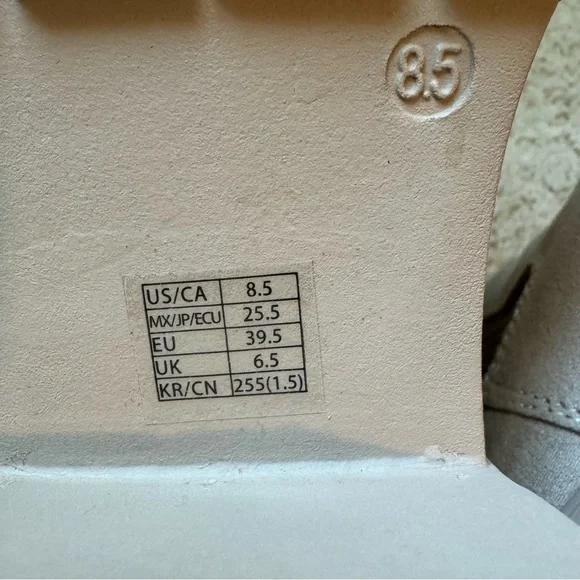 8.5
US/CA 8.5
MX/JP/ECU 25.5
EU 39.5
UK 6.5
KR/CN 255(1.5)